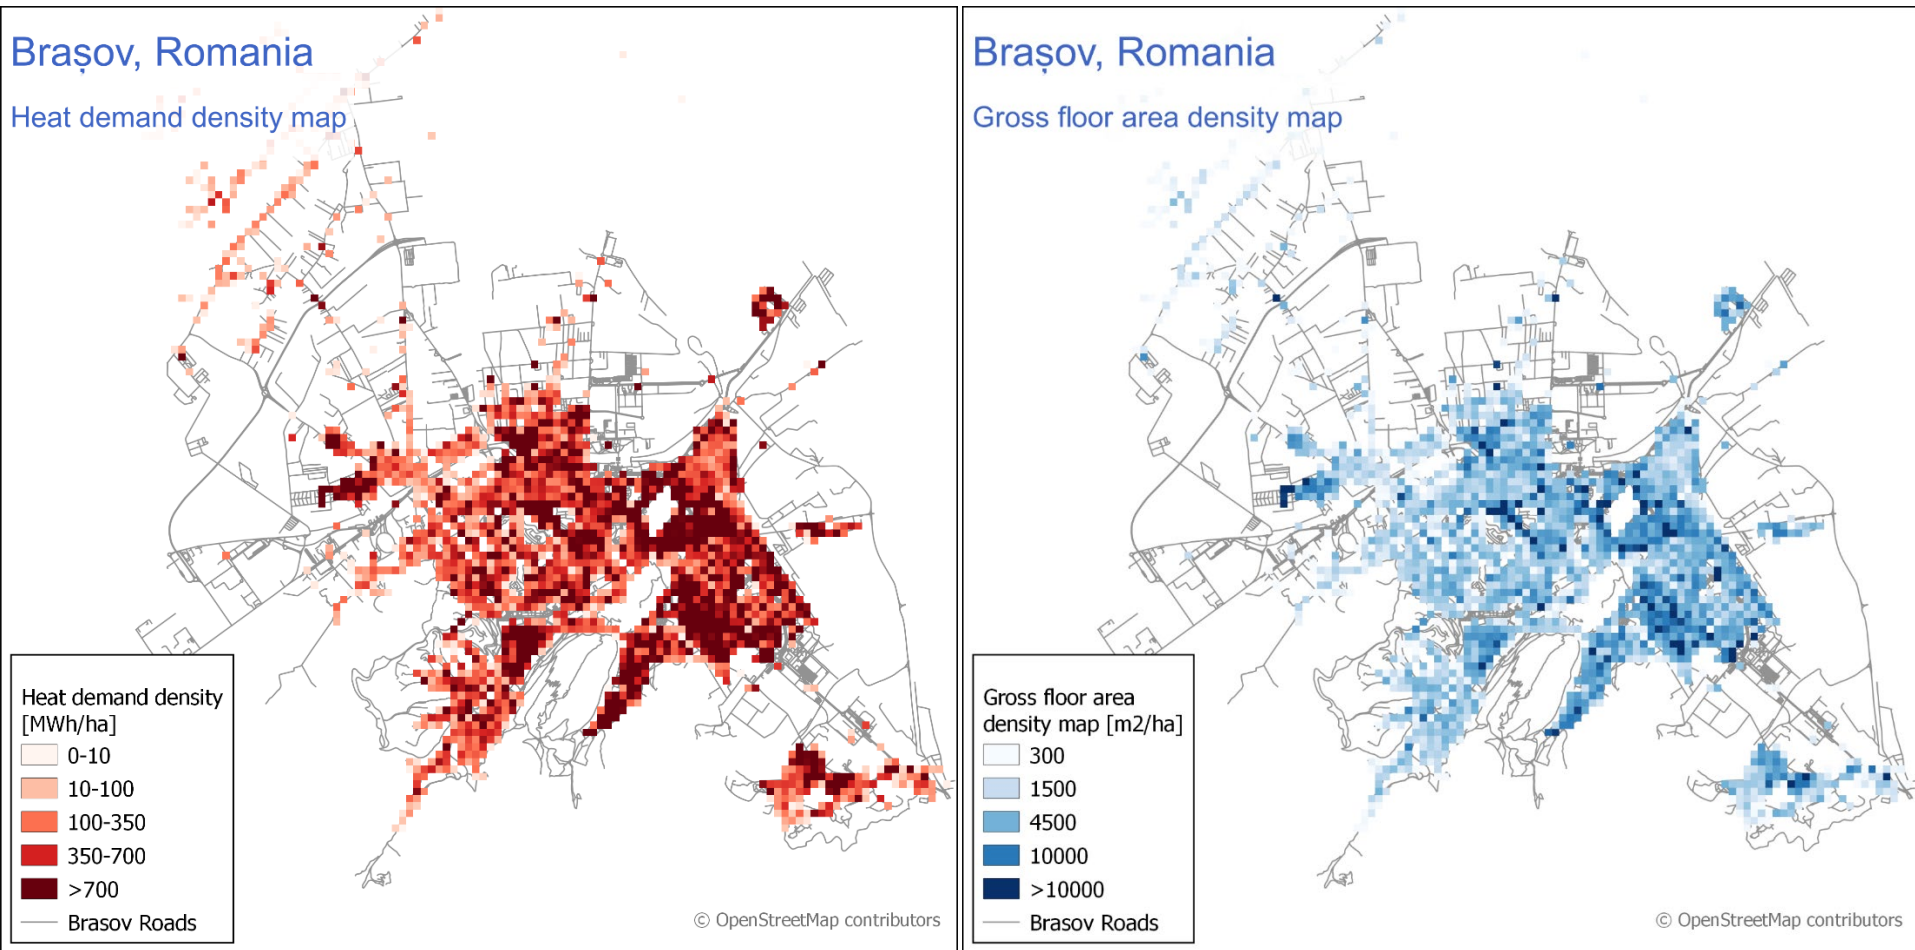 Brașov, Romania
Heat demand density map
Heat demand density
[MWh/ha]
0-10
10-100
100-350
350-700
>700
Brasov Roads
© OpenStreetMap contributors
Brașov, Romania
Gross floor area density map
Gross floor area
density map [m2/ha]
300
1500
4500
10000
>10000
Brasov Roads
© OpenStreetMap contributors